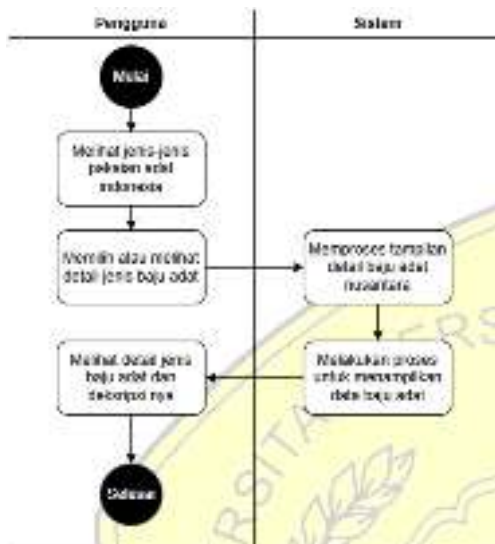 Pengguna
Sistem
Mulai
Melihat jenis-jenis
pakaian adat
Indonesia
Memilih atau melihat
detail jenis baju adat
Memproses tampilan
detail baju adat
nusantara
Melihat detail jenis
baju adat dan
deksripsi nya
Melakukan proses
untuk menampilkan
data baju adat
Selesai